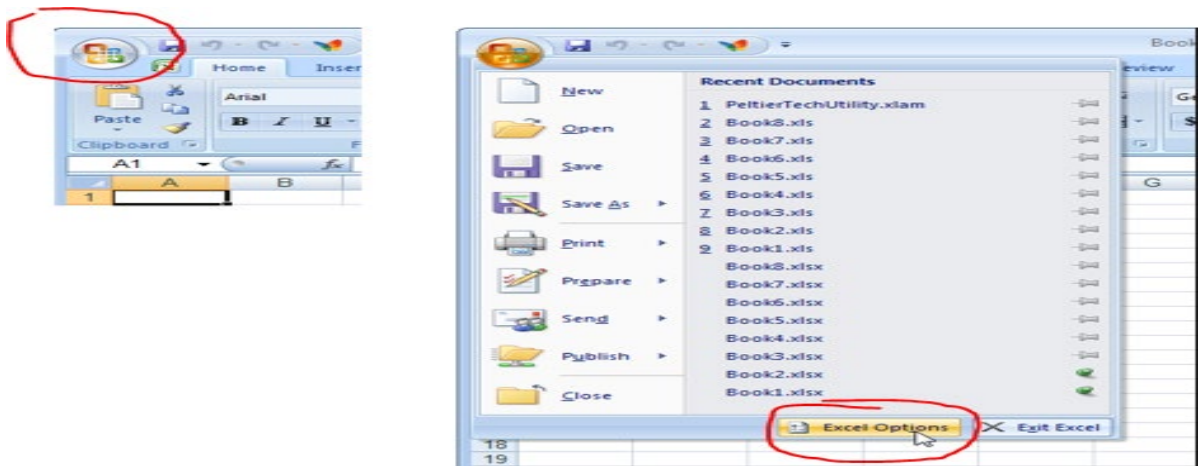 Home Inser
Arial
Paste
B I U
Clipboard
A1 fx
A B
1
Book
eview
New
Open
Save
Save As
Print
Prepare
Send
Publish
Close
Recent Documents
1 PeltierTechUtility.xlam
2 Book8.xls
3 Book7.xls
4 Book6.xls
5 Book5.xls
6 Book4.xls
7 Book3.xls
8 Book2.xls
9 Book1.xls
Book8.xlsx
Book7.xlsx
Book6.xlsx
Book5.xlsx
Book4.xlsx
Book3.xlsx
Book2.xlsx
Book1.xlsx
Ge
$
G
Excel Options Exit Excel
18
19